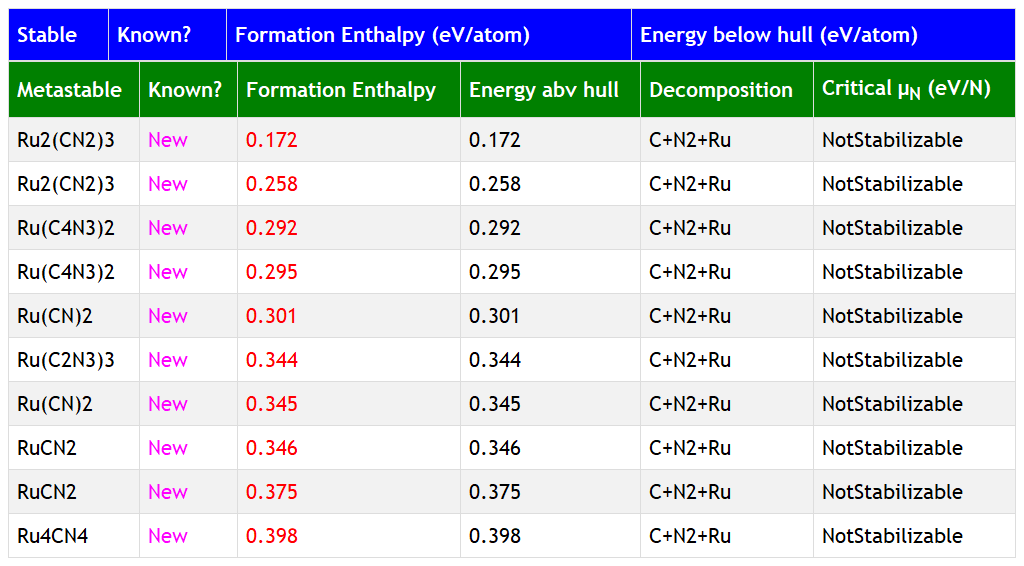 Stable Known? Formation Enthalpy (eV/atom) Energy below hull (eV/atom)
Metastable Known? Formation Enthalpy Energy abv hull Decomposition Critical μN (eV/N)
Ru2(CN2)3 New 0.172 0.172 C+N2+Ru NotStabilizable
Ru2(CN2)3 New 0.258 0.258 C+N2+Ru NotStabilizable
Ru(C4N3)2 New 0.292 0.292 C+N2+Ru NotStabilizable
Ru(C4N3)2 New 0.295 0.295 C+N2+Ru NotStabilizable
Ru(CN)2 New 0.301 0.301 C+N2+Ru NotStabilizable
Ru(C2N3)3 New 0.344 0.344 C+N2+Ru NotStabilizable
Ru(CN)2 New 0.345 0.345 C+N2+Ru NotStabilizable
RuCN2 New 0.346 0.346 C+N2+Ru NotStabilizable
RuCN2 New 0.375 0.375 C+N2+Ru NotStabilizable
Ru4CN4 New 0.398 0.398 C+N2+Ru NotStabilizable